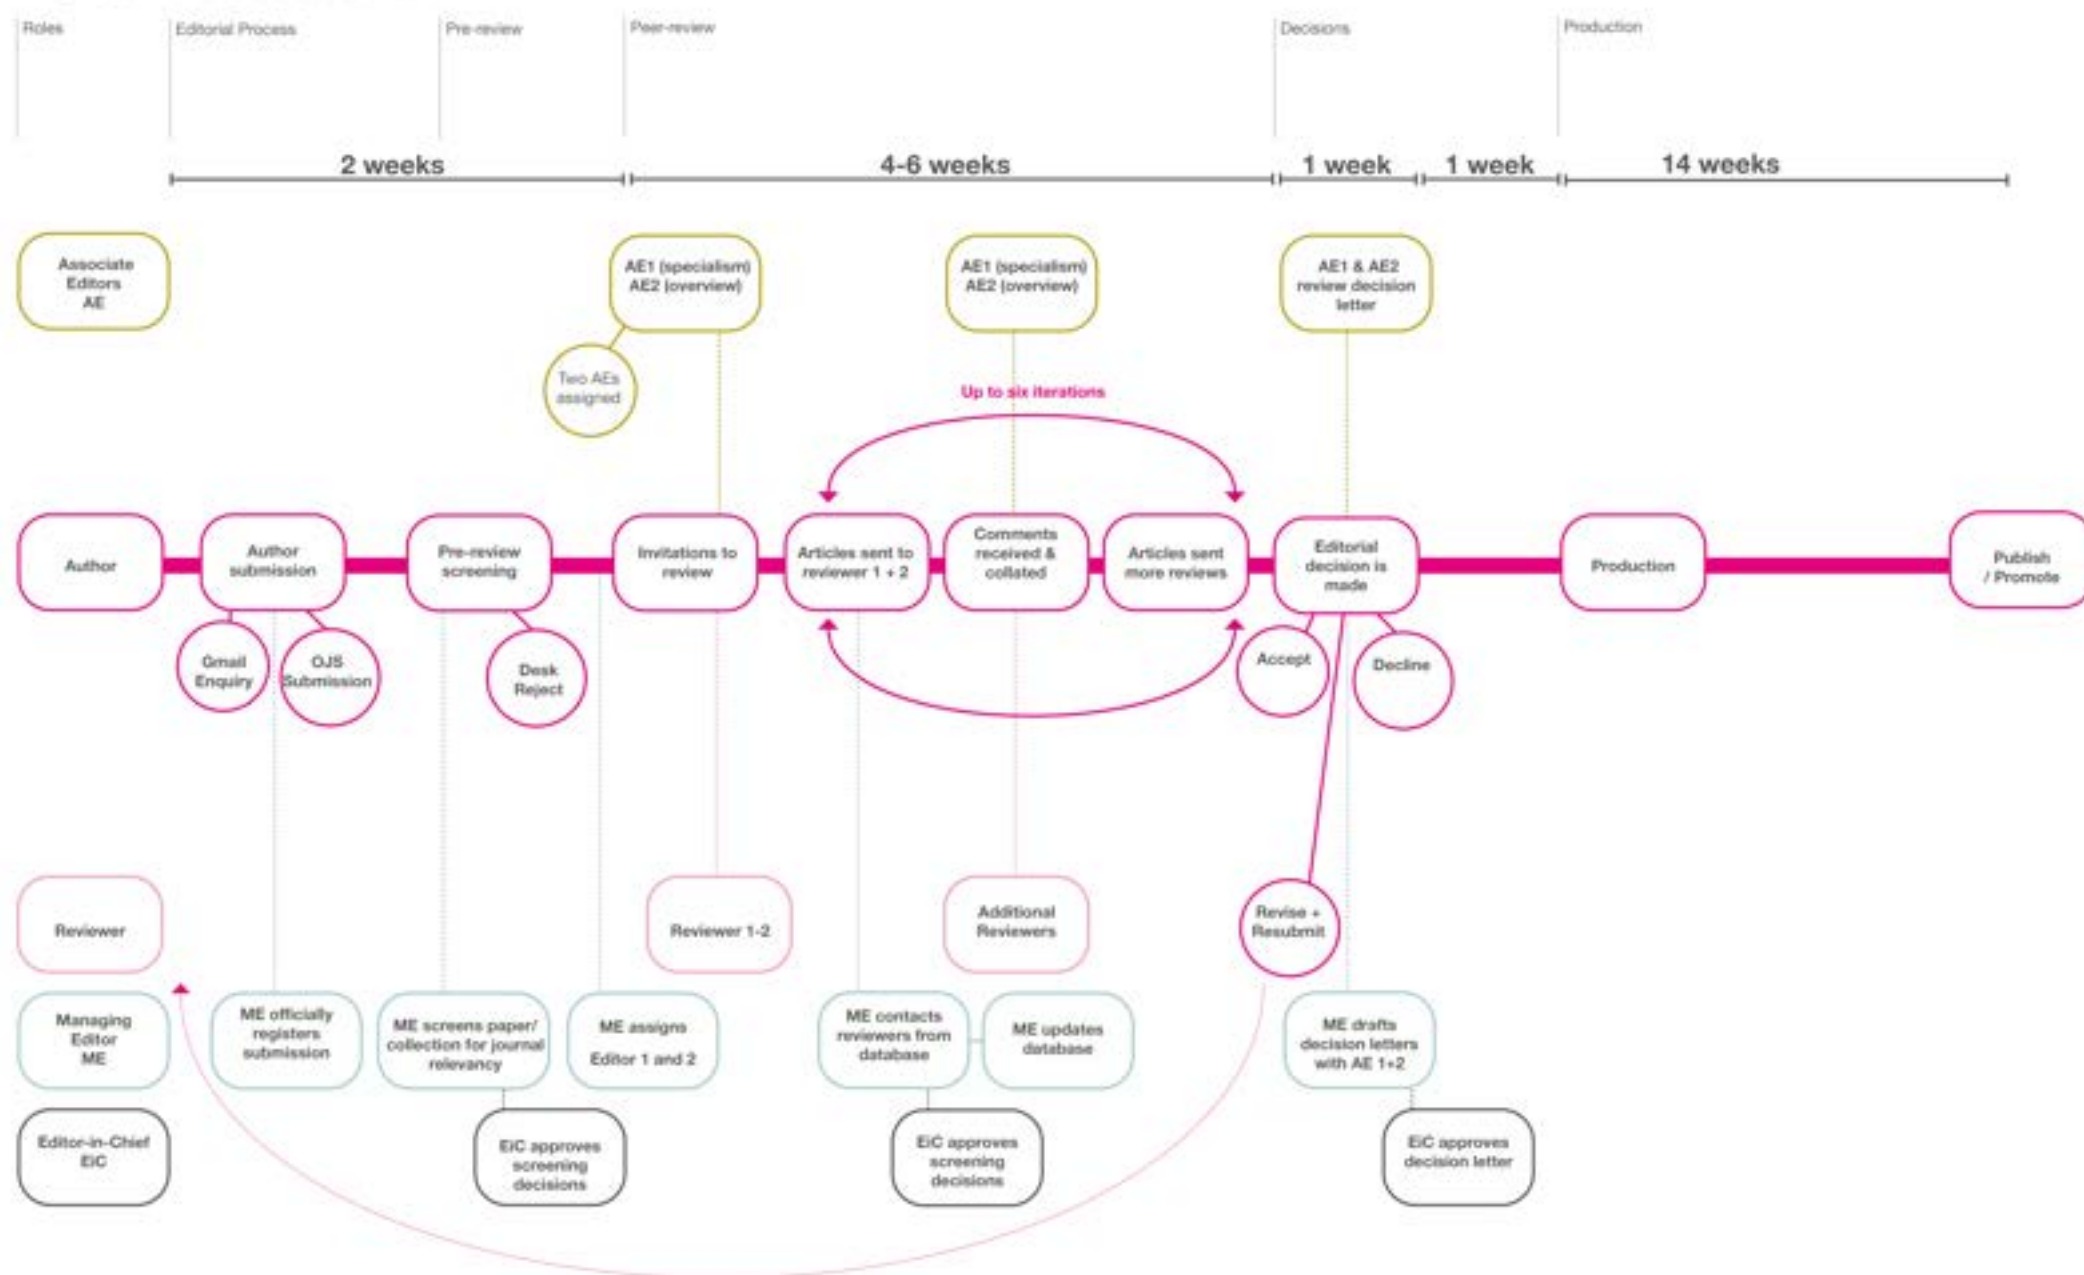 Roles
Editorial Process
Pre-review
Peer-review
Decisions
Production
2 weeks
4-6 weeks
1 week
1 week
14 weeks
Associate
Editors
AE
AE1 (specialism)
AE2 (overview)
AE1 (specialism)
AE2 (overview)
AE1 & AE2
review decision
letter
Two AEs
assigned
Up to six iterations
Author
Author
submission
Pre-review
screening
Invitations to
review
Articles sent to
reviewer 1 + 2
Comments
received &
collated
Articles sent
more reviews
Editorial
decision is
made
Production
Publish
/ Promote
Gmail
Enquiry
OJS
Submission
Desk
Reject
Accept
Decline
Reviewer
Reviewer 1-2
Additional
Reviewers
Revise +
Resubmit
Managing
Editor
ME
ME officially
registers
submission
ME screens paper/
collection for journal
relevancy
ME assigns
Editor 1 and 2
ME contacts
reviewers from
database
ME updates
database
ME drafts
decision letters
with AE 1+2
Editor-in-Chief
EiC
EiC approves
screening
decisions
EiC approves
screening
decisions
EiC approves
decision letter